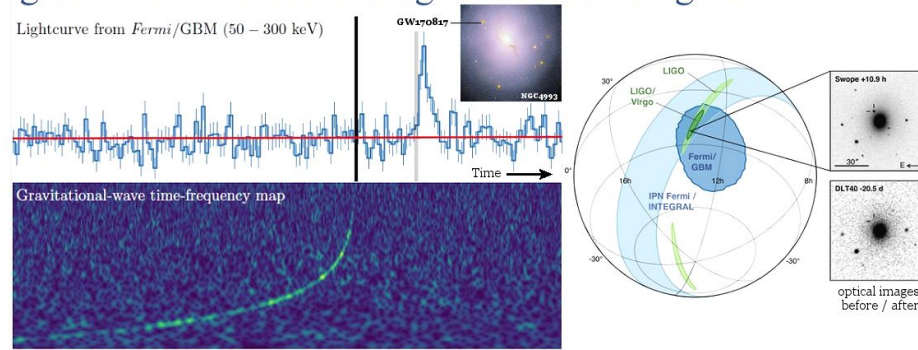 Lightcurve from Fermi/GBM (50 – 300 keV)
GW170817
NGC4993
Time
Gravitational-wave time-frequency map
LIGO
LIGO/
Virgo
30°
30°
Fermi/
GBM
0°
16h
12h
8h
IPN Fermi /
INTEGRAL
-30°
-30°
Swope +10.9 h
30"
E
DLT40 -20.5 d
optical images
before / after